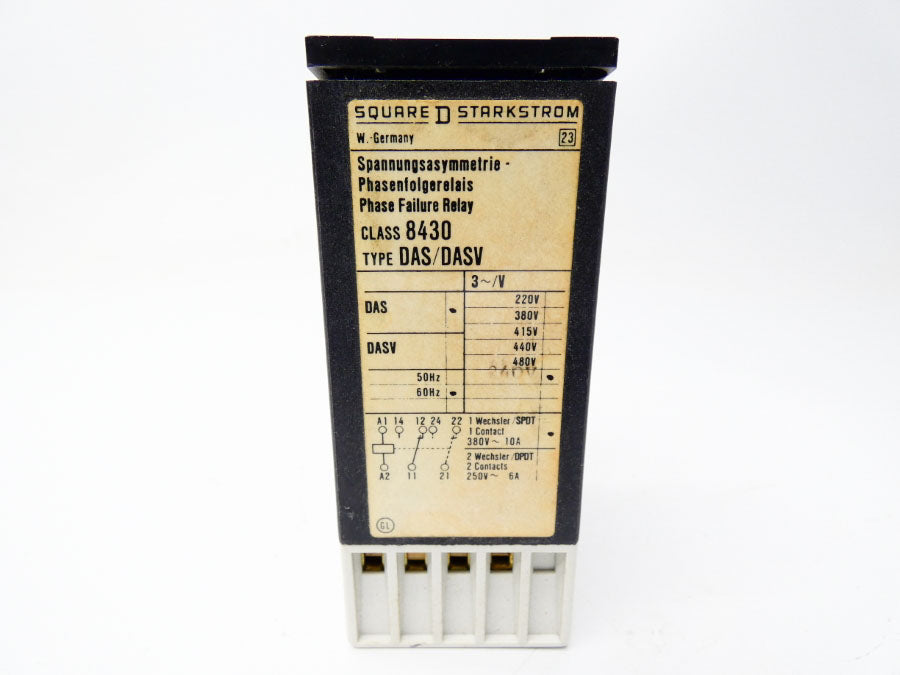 SQUARE D STARKSTROM
W.-Germany 23
Spannungsasymmetrie -
Phasenfolgerelais
Phase Failure Relay
CLASS 8430
TYPE DAS/DASV
3~/V
DAS
220V
380V
415V
DASV
440V
480V
50Hz
60Hz
A1 14 12 24 22
1 Wechsler/SPDT
1 Contact
380V~ 10A
2 Wechsler/DPDT
2 Contacts
250V~ 6A
A2 11 21
GL